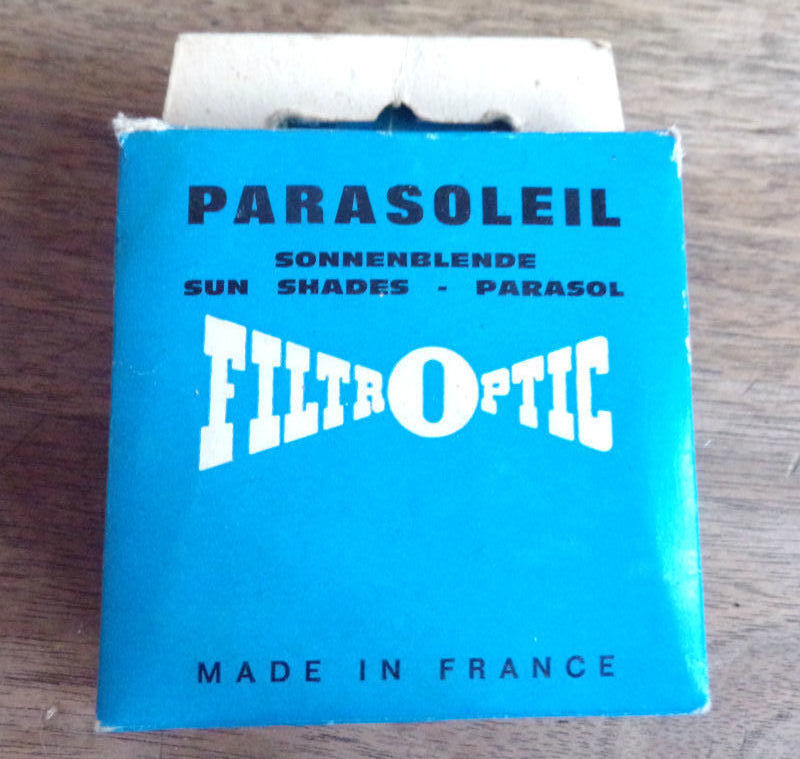 PARASOLEIL
SONNENBLENDE
SUN SHADES - PARASOL
FILTROPTIC
MADE IN FRANCE